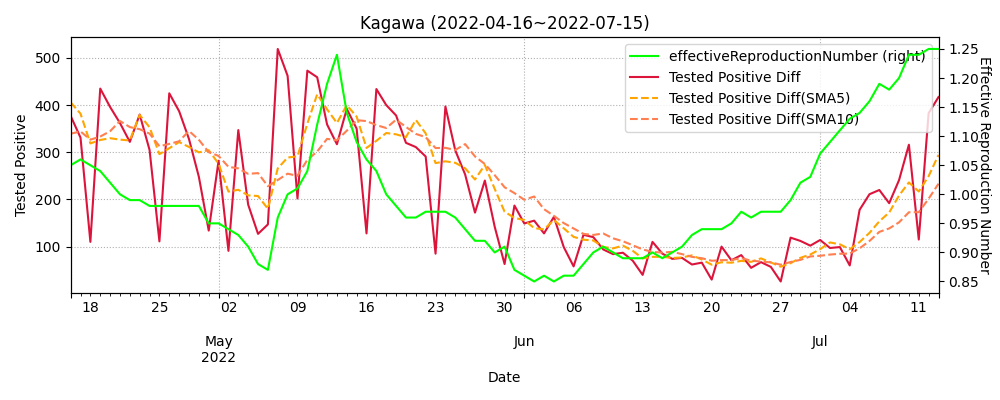 Kagawa (2022-04-16~2022-07-15)
effectiveReproductionNumber (right)
Tested Positive Diff
Tested Positive Diff(SMA5)
Tested Positive Diff(SMA10)
Tested Positive
500
400
300
200
100
1.25
1.20
1.15
1.10
1.05
1.00
0.95
0.90
0.85
Effective Reproduction Number
18 25 02 09 16 23 30 06 13 20 27 04 11
May Jun Jul
2022
Date